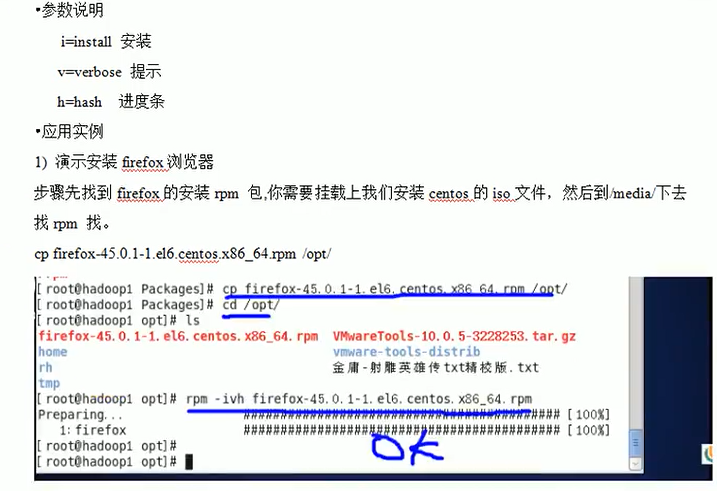 •参数说明
i=install 安装
v=verbose 提示
h=hash 进度条
•应用实例
1) 演示安装 firefox 浏览器
步骤先找到 firefox 的安装 rpm 包,你需要挂载上我们安装 centos 的 iso 文件，然后到/media/下去
找 rpm 找。
cp firefox-45.0.1-1.el6.centos.x86_64.rpm /opt/
[root@hadoop1 Packages]# cp firefox-45.0.1-1.el6.centos.x86_64.rpm /opt/
[root@hadoop1 Packages]# cd /opt/
[root@hadoop1 opt]# ls
firefox-45.0.1-1.el6.centos.x86_64.rpm VMwareTools-10.0.5-3228253.tar.gz
home vmware-tools-distrib
rh 金庸-射雕英雄传txt精校版.txt
tmp
[root@hadoop1 opt]# rpm -ivh firefox-45.0.1-1.el6.centos.x86_64.rpm
Preparing... ########################################### [100%]
1:firefox ########################################### [100%]
[root@hadoop1 opt]#
[root@hadoop1 opt]#
OK